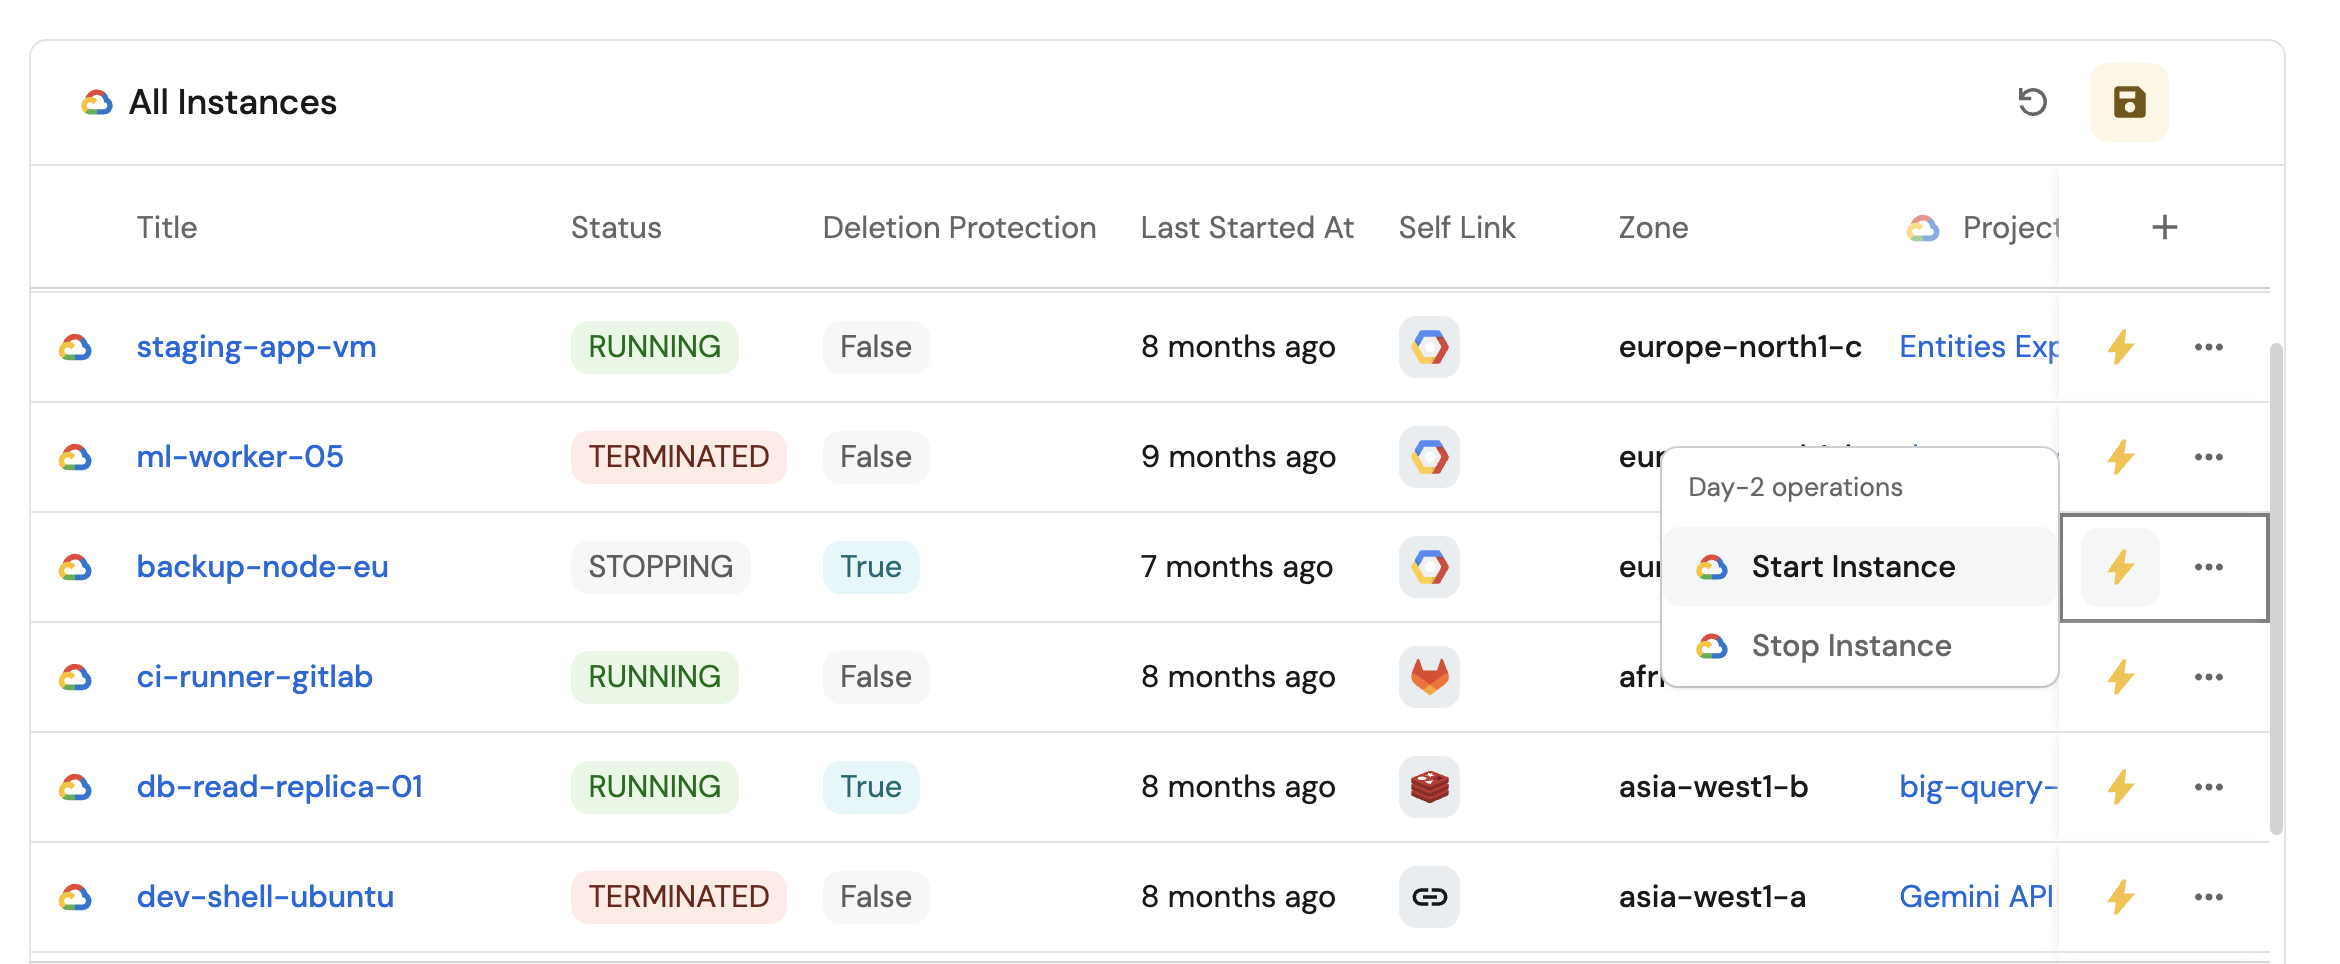 All Instances
Title Status Deletion Protection Last Started At Self Link Zone Project
staging-app-vm RUNNING False 8 months ago europe-north1-c Entities Exp
ml-worker-05 TERMINATED False 9 months ago
Day-2 operations
backup-node-eu STOPPING True 7 months ago
Start Instance
Stop Instance
ci-runner-gitlab RUNNING False 8 months ago
db-read-replica-01 RUNNING True 8 months ago asia-west1-b big-query-
dev-shell-ubuntu TERMINATED False 8 months ago asia-west1-a Gemini API